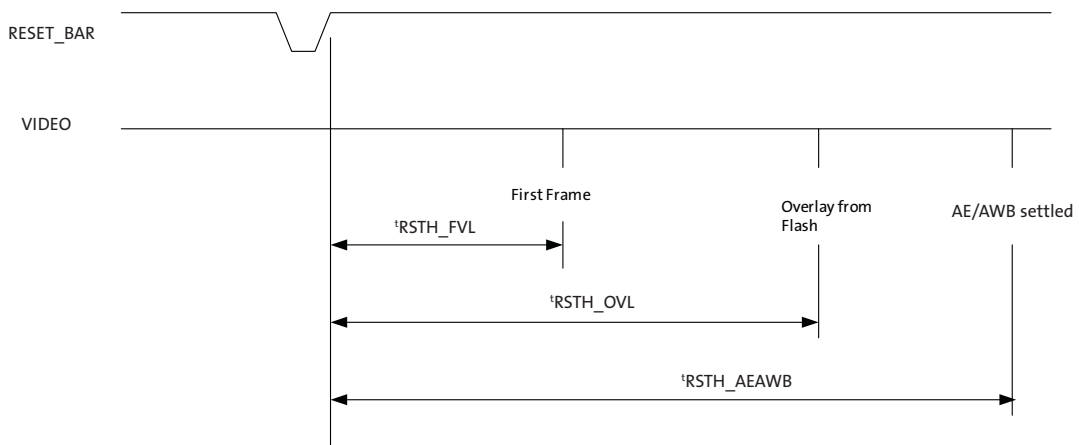 RESET_BAR
VIDEO
First Frame
Overlay from
Flash
AE/AWB settled
tRSTH_FVL
tRSTH_OVL
tRSTH_AEAWB